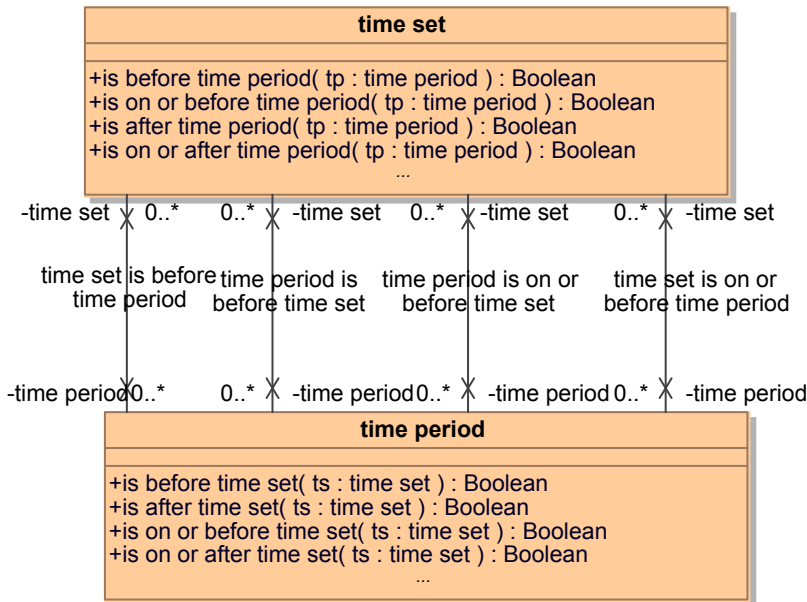 time set
+is before time period( tp : time period ) : Boolean
+is on or before time period( tp : time period ) : Boolean
+is after time period( tp : time period ) : Boolean
+is on or after time period( tp : time period ) : Boolean
...
-time set 0..* 0..* -time set 0..* -time set 0..* -time set
time set is before
time period
time period is
before time set
time period is on or
before time set
time set is on or
before time period
-time period 0..* 0..* -time period 0..* -time period 0..* -time period
time period
+is before time set( ts : time set ) : Boolean
+is after time set( ts : time set ) : Boolean
+is on or before time set( ts : time set ) : Boolean
+is on or after time set( ts : time set ) : Boolean
...